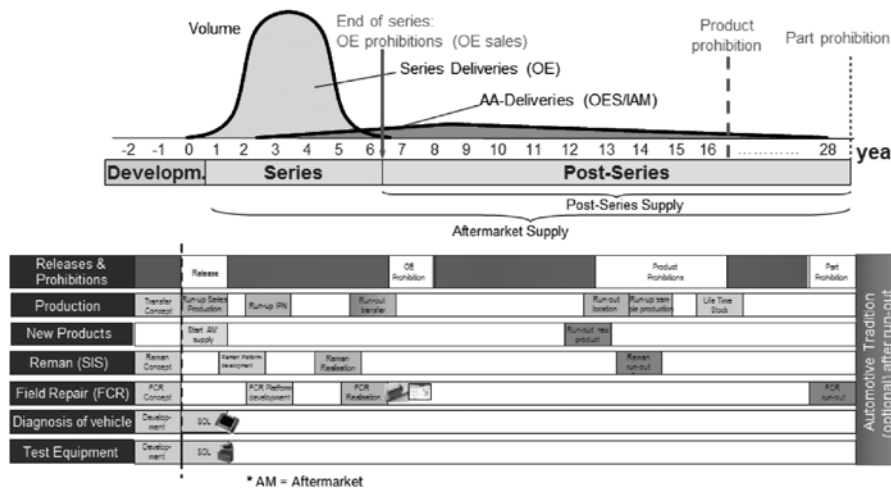 Volume
End of series:
OE prohibitions (OE sales)
Product
prohibition
Part prohibition
Series Deliveries (OE)
AA-Deliveries (OES/IAM)
-2 -1 0 1 2 3 4 5 6 7 8 9 10 11 12 13 14 15 16 ............ 28 year
Developm. Series Post-Series
Post-Series Supply
Aftermarket Supply
Releases &
Prohibitions
Release
OE
Prohibition
Product
Prohibitions
Part
Prohibition
Production
Transfer
Concept
Run-up Series
Production
Run-up IPN
Run-out
transfer
Run-out
location
Run-up sam-
ple production
Life Time
Stock
New Products
Start AM*
supply
Run-out new
product
Reman (SIS)
Reman
Concept
Reman Platform
development
Reman
Realisation
Reman
run-out
Field Repair (FCR)
FCR
Concept
FCR Platform
development
FCR
Realisation
FCR
run-out
Diagnosis of vehicle
Develop-
ment
SOL
Test Equipment
Develop-
ment
SOL
Automotive Tradition
(optional) after run-out
* AM = Aftermarket